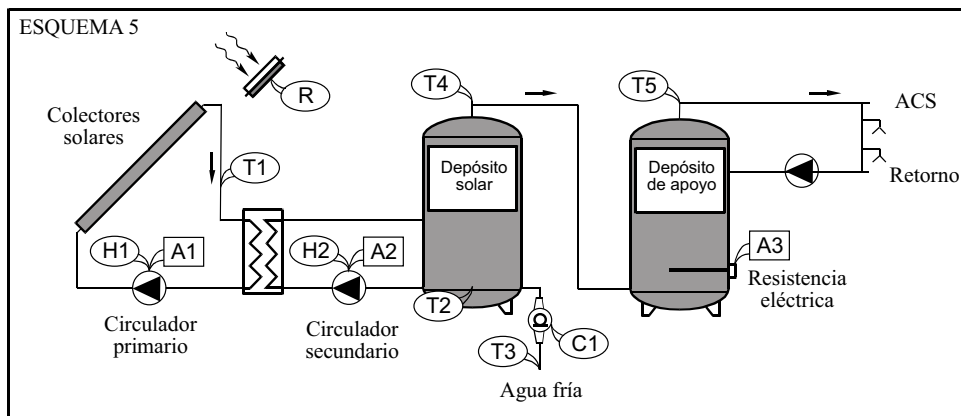 ESQUEMA 5
R
Colectores
solares
T1
H1
A1
Circulador
primario
H2
A2
Circulador
secundario
T4
Depósito
solar
T2
T3
C1
Agua fría
T5
Depósito
de apoyo
A3
Resistencia
eléctrica
ACS
Retorno